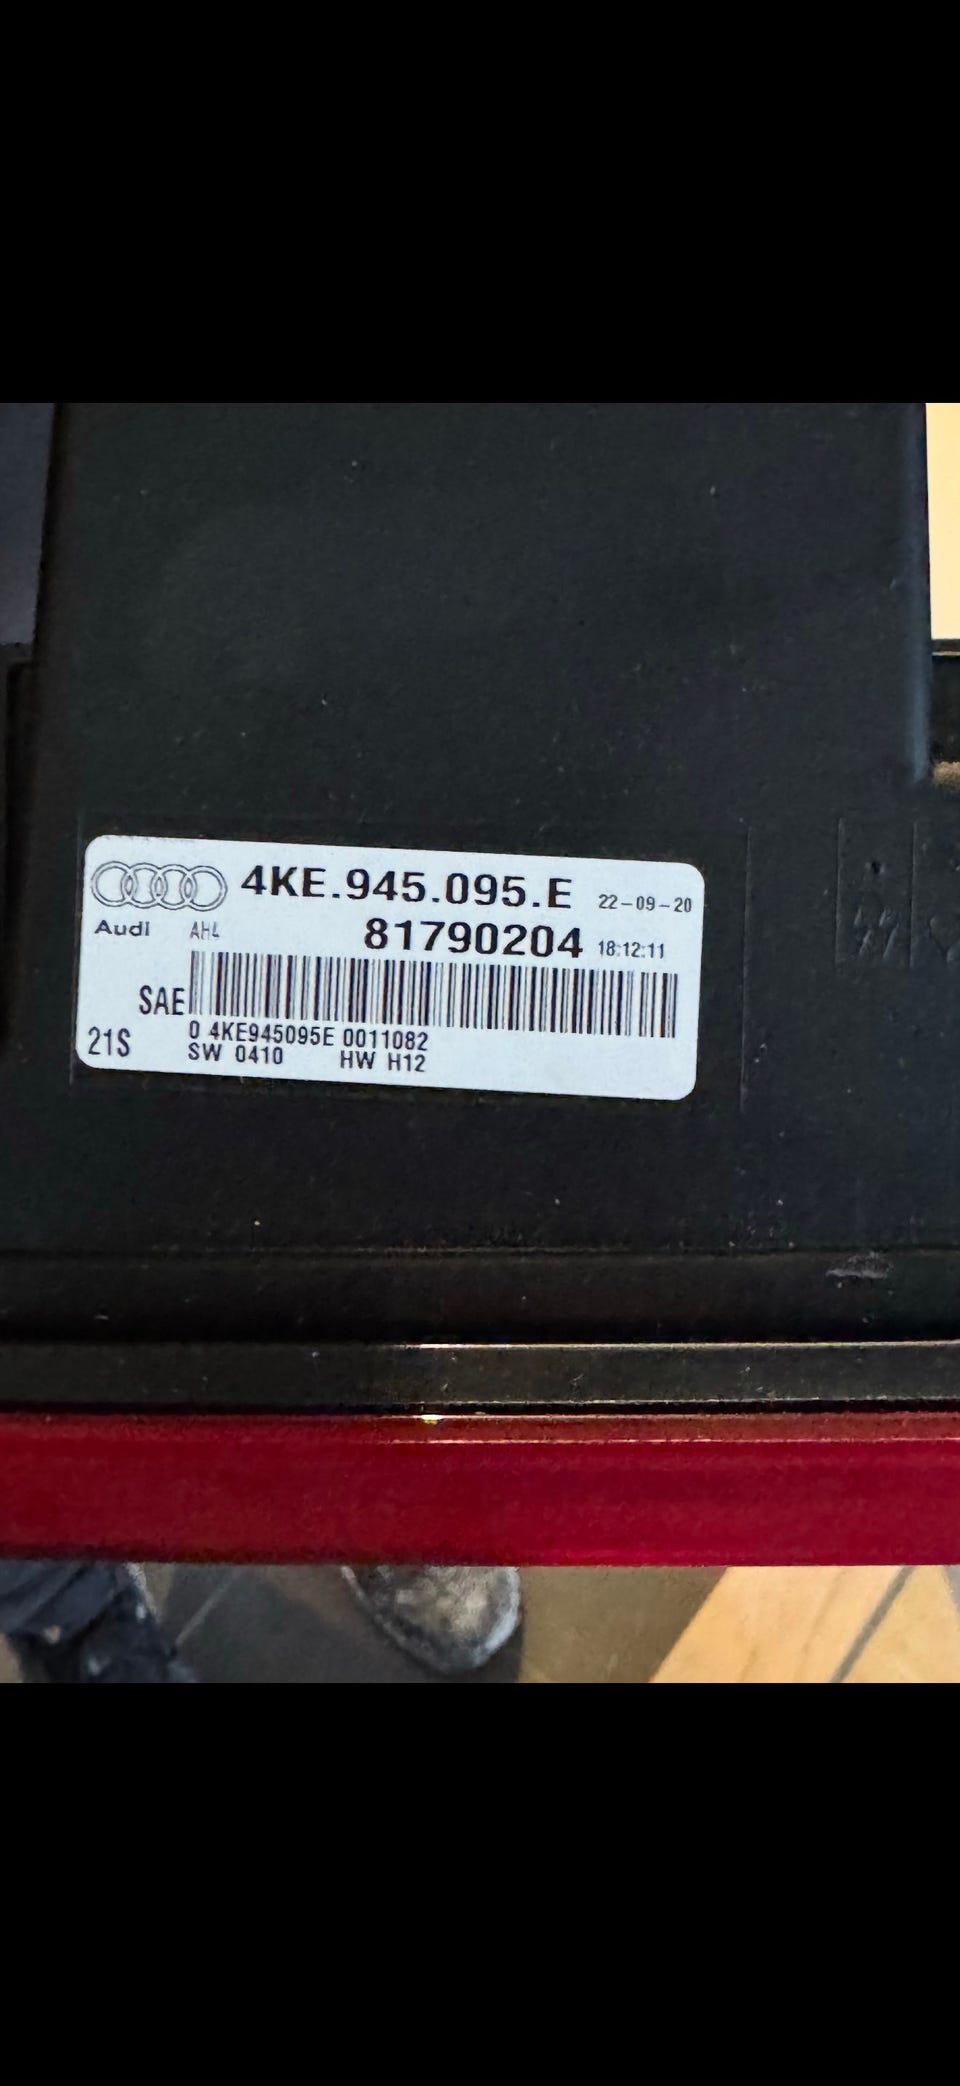 4KE.945.095.E 22-09-20
Audi AH4 81790204 18:12:11
SAE
0 4KE945095E 0011082
21S SW 0410 HW H12